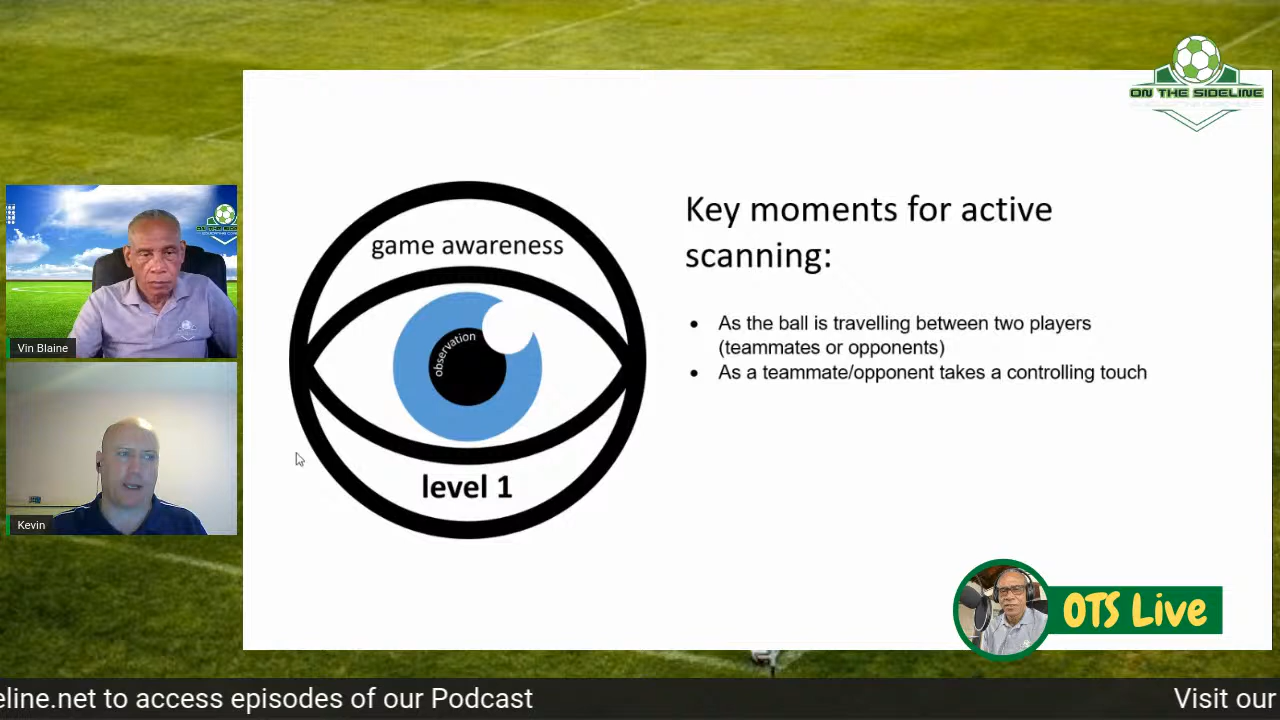 ON THE SIDELINE
game awareness
observation
level 1
Key moments for active
scanning:
• As the ball is travelling between two players
(teammates or opponents)
• As a teammate/opponent takes a controlling touch
Vin Blaine
Kevin
OTS Live
eline.net to access episodes of our Podcast
Visit our